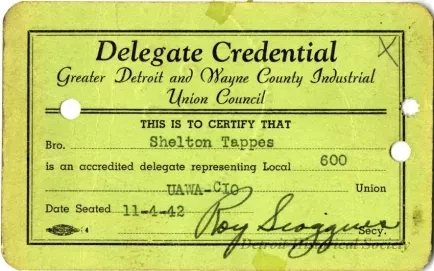 Delegate Credential
Greater Detroit and Wayne County Industrial
Union Council
THIS IS TO CERTIFY THAT
Bro. Shelton Tappes
is an accredited delegate representing Local 600
UAWA-CIO Union
Date Seated 11-4-42 Roy Scoggins
Secy.
Detroit Historical Society